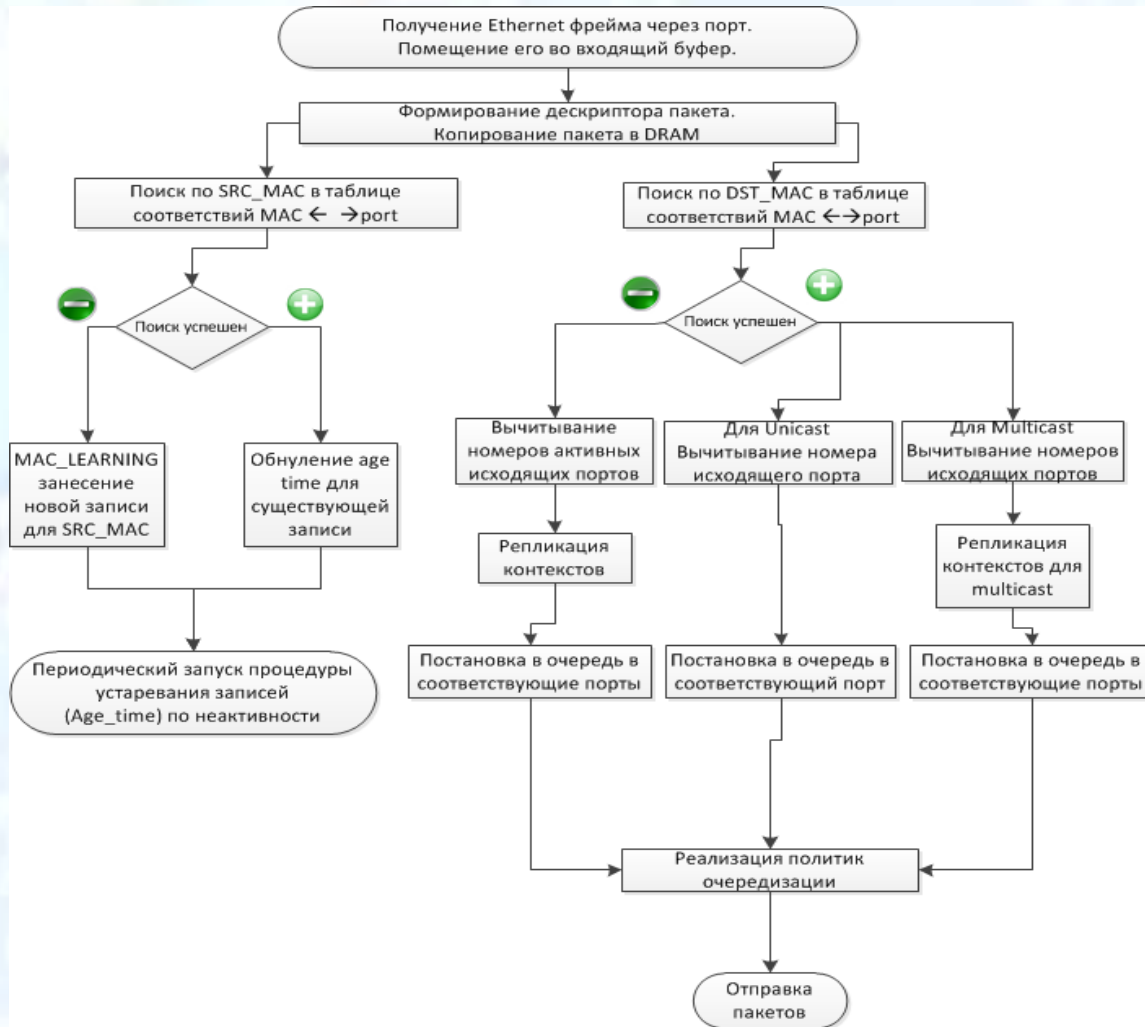 Получение Ethernet фрейма через порт.
Помещение его во входящий буфер.
Формирование дескриптора пакета.
Копирование пакета в DRAM
Поиск по SRC_MAC в таблице
соответствий MAC ← →port
Поиск по DST_MAC в таблице
соответствий MAC ←→port
Поиск успешен
Поиск успешен
MAC_LEARNING
занесение
новой записи
для SRC_MAC
Обнуление age
time для
существующей
записи
Вычитывание
номеров активных
исходящих портов
Для Unicast
Вычитывание номера
исходящего порта
Для Multicast
Вычитывание номеров
исходящих портов
Репликация
контекстов
Репликация
контекстов для
multicast
Периодический запуск процедуры
устаревания записей
(Age_time) по неактивности
Постановка в очередь в
соответствующие порты
Постановка в очередь в
соответствующий порт
Постановка в очередь в
соответствующие порты
Реализация политик
очередизации
Отправка
пакетов